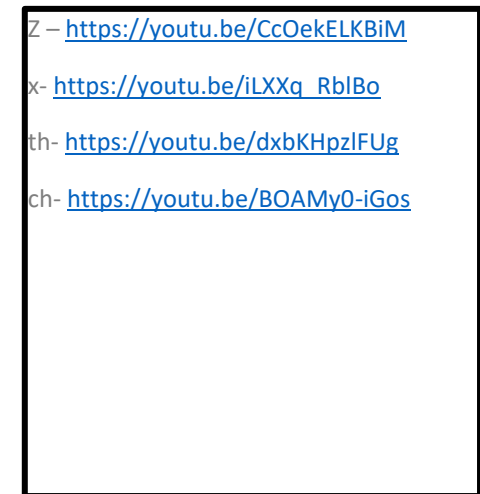 Z – https://youtu.be/CcOekELKBiM
x- https://youtu.be/iLXXq_RblBo
th- https://youtu.be/dxbKHpzlFUg
ch- https://youtu.be/BOAMy0-iGos